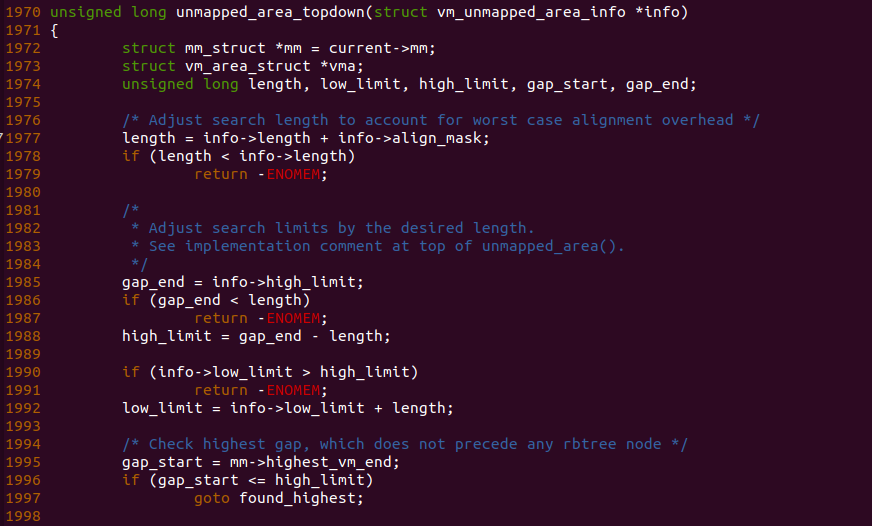 1970 unsigned long unmapped_area_topdown(struct vm_unmapped_area_info *info)
1971 {
1972         struct mm_struct *mm = current->mm;
1973         struct vm_area_struct *vma;
1974         unsigned long length, low_limit, high_limit, gap_start, gap_end;
1975
1976         /* Adjust search length to account for worst case alignment overhead */
71977         length = info->length + info->align_mask;
1978         if (length < info->length)
1979                 return -ENOMEM;
1980
1981         /*
1982          * Adjust search limits by the desired length.
1983          * See implementation comment at top of unmapped_area().
1984          */
1985         gap_end = info->high_limit;
1986         if (gap_end < length)
1987                 return -ENOMEM;
1988         high_limit = gap_end - length;
1989
1990         if (info->low_limit > high_limit)
1991                 return -ENOMEM;
1992         low_limit = info->low_limit + length;
1993
1994         /* Check highest gap, which does not precede any rbtree node */
1995         gap_start = mm->highest_vm_end;
1996         if (gap_start <= high_limit)
1997                 goto found_highest;
1998